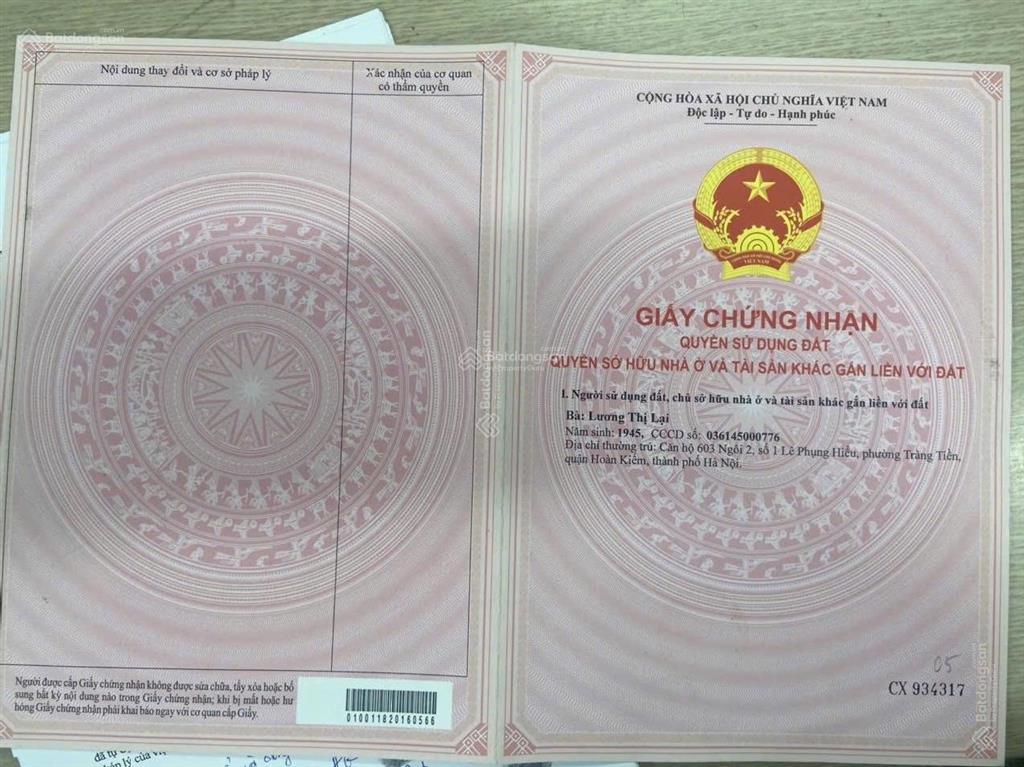 Nội dung thay đổi và cơ sở pháp lý
Xác nhận của cơ quan
có thẩm quyền
Người được cấp Giấy chứng nhận không được sửa chữa, tẩy xóa hoặc bổ
sung bất kỳ nội dung nào trong Giấy chứng nhận; khi bị mất hoặc hư
hỏng Giấy chứng nhận phải khai báo ngay với cơ quan cấp Giấy.
010011820160566
CỘNG HÒA XÃ HỘI CHỦ NGHĨA VIỆT NAM
Độc lập - Tự do - Hạnh phúc
VIỆT NAM
GIẤY CHỨNG NHẬN
QUYỀN SỬ DỤNG ĐẤT
QUYỀN SỞ HỮU NHÀ Ở VÀ TÀI SẢN KHÁC GẮN LIỀN VỚI ĐẤT
I. Người sử dụng đất, chủ sở hữu nhà ở và tài sản khác gắn liền với đất
Bà: Lương Thị Lại
Năm sinh: 1945, CCCD số: 036145000776
Địa chỉ thường trú: Căn hộ 603 Ngõi 2, số 1 Lê Phụng Hiểu, phường Tràng Tiền,
quận Hoàn Kiếm, thành phố Hà Nội.
05
CX 934317
Batdongsan
Batdongsan
Batdongsan
Batdongsan